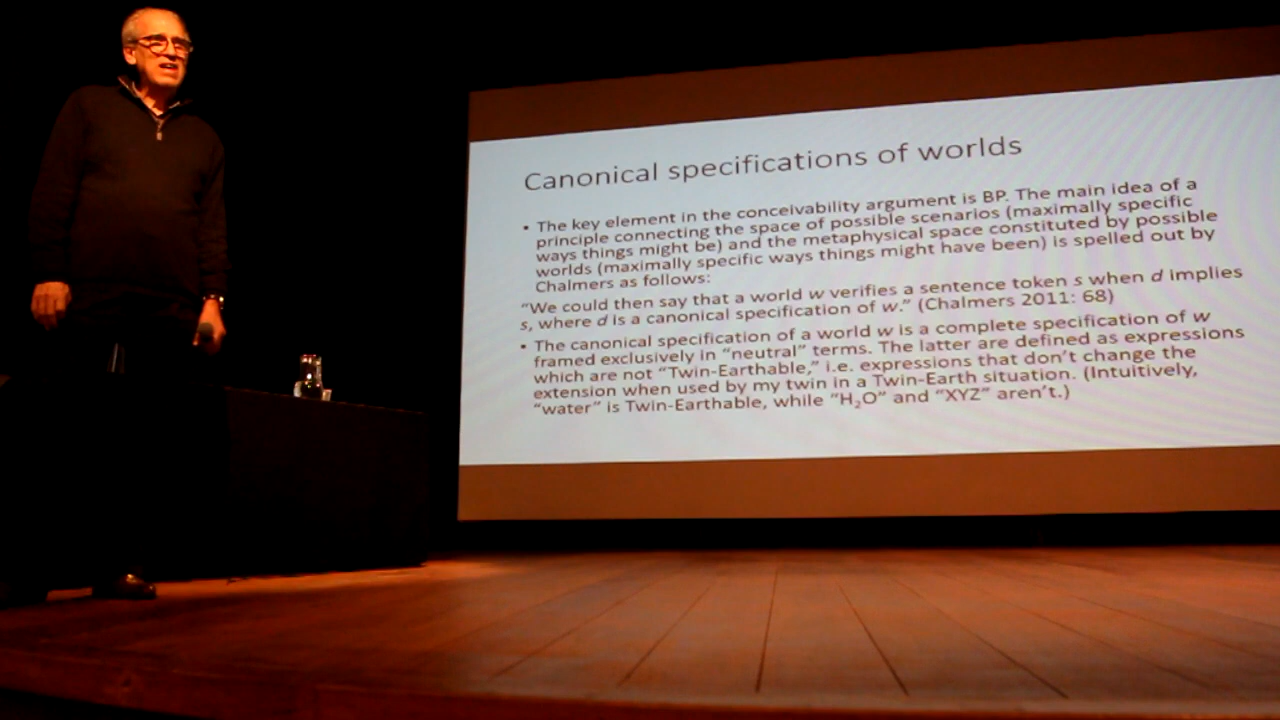 Canonical specifications of worlds
• The key element in the conceivability argument is BP. The main idea of a
principle connecting the space of possible scenarios (maximally specific
ways things might be) and the metaphysical space constituted by possible
worlds (maximally specific ways things might have been) is spelled out by
Chalmers as follows:
“We could then say that a world w verifies a sentence token s when d implies
s, where d is a canonical specification of w.” (Chalmers 2011: 68)
• The canonical specification of a world w is a complete specification of w
framed exclusively in “neutral” terms. The latter are defined as expressions
which are not “Twin-Earthable,” i.e. expressions that don’t change the
extension when used by my twin in a Twin-Earth situation. (Intuitively,
“water” is Twin-Earthable, while “H₂O” and “XYZ” aren’t.)